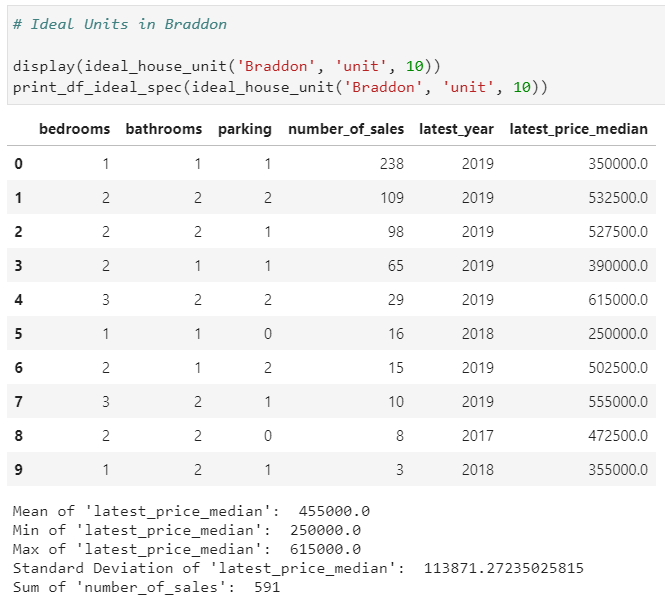 # Ideal Units in Braddon
display(ideal_house_unit('Braddon', 'unit', 10))
print_df_ideal_spec(ideal_house_unit('Braddon', 'unit', 10))
bedrooms bathrooms parking number_of_sales latest_year latest_price_median
0 1 1 1 238 2019 350000.0
1 2 2 2 109 2019 532500.0
2 2 2 1 98 2019 527500.0
3 2 1 1 65 2019 390000.0
4 3 2 2 29 2019 615000.0
5 1 1 0 16 2018 250000.0
6 2 1 2 15 2019 502500.0
7 3 2 1 10 2019 555000.0
8 2 2 0 8 2017 472500.0
9 1 2 1 3 2018 355000.0
Mean of 'latest_price_median':  455000.0
Min of 'latest_price_median':  250000.0
Max of 'latest_price_median':  615000.0
Standard Deviation of 'latest_price_median':  113871.27235025815
Sum of 'number_of_sales':  591